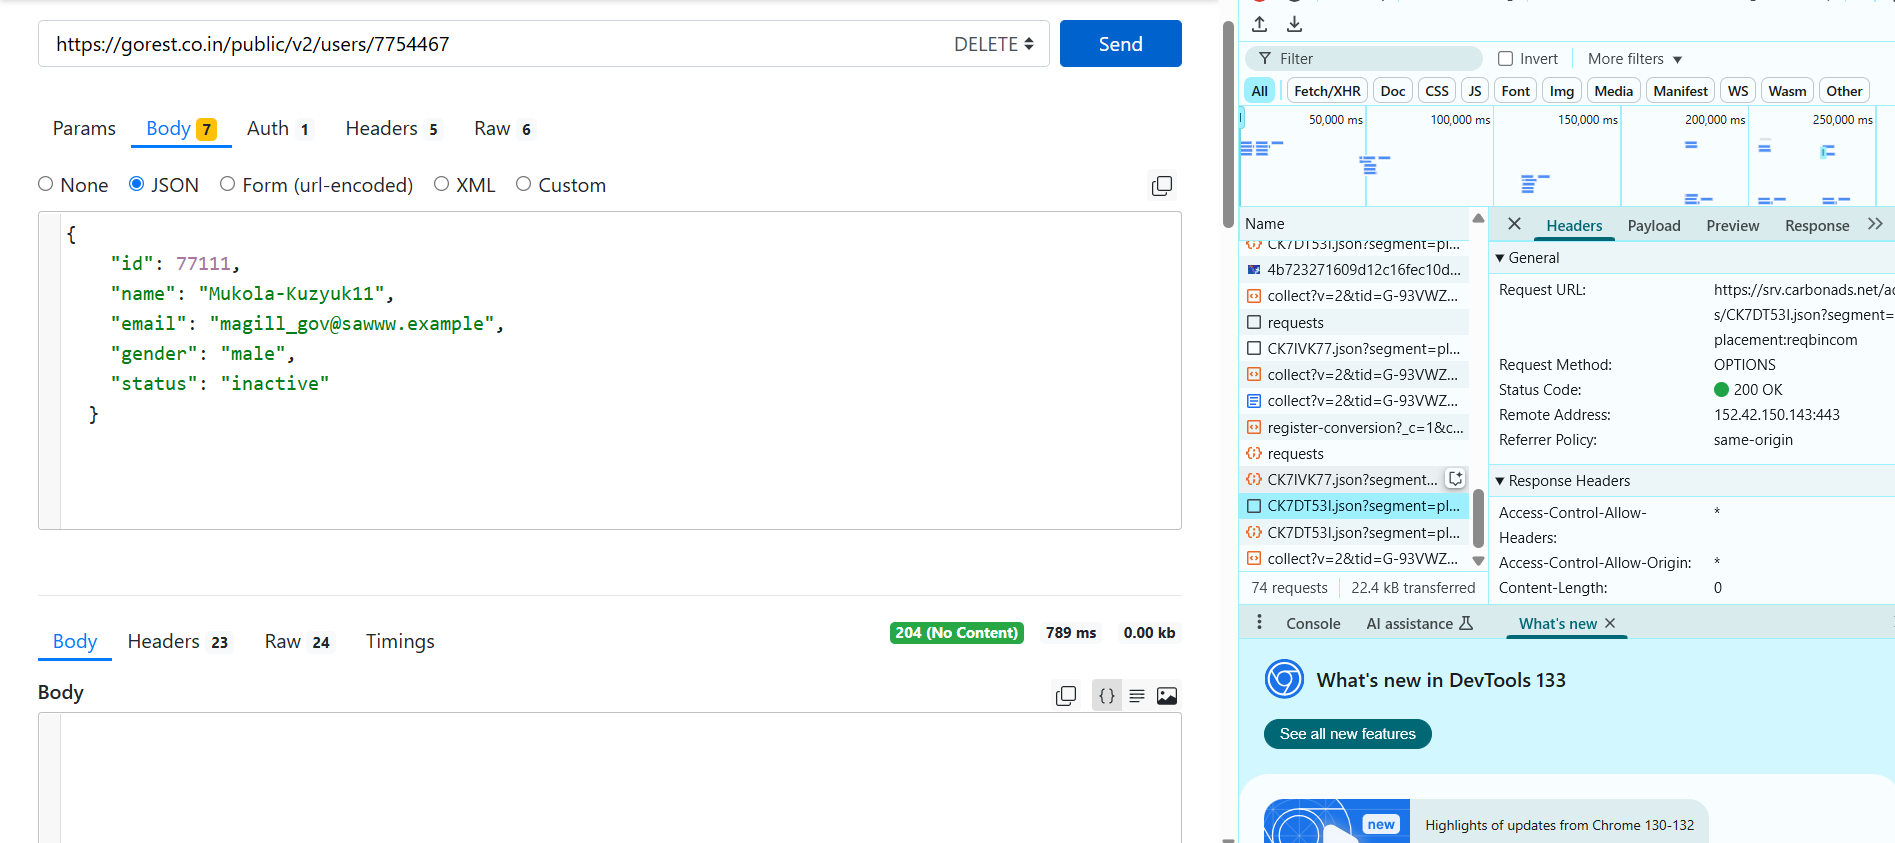 https://gorest.co.in/public/v2/users/7754467
DELETE
Send
Params
Body 7
Auth 1
Headers 5
Raw 6
None
JSON
Form (url-encoded)
XML
Custom
{
"id": 77111,
"name": "Mukola-Kuzyuk11",
"email": "magill_gov@sawww.example",
"gender": "male",
"status": "inactive"
}
Body
Headers 23
Raw 24
Timings
204 (No Content)
789 ms
0.00 kb
Body
Filter
Invert
More filters
All
Fetch/XHR
Doc
CSS
JS
Font
Img
Media
Manifest
WS
Wasm
Other
50,000 ms
100,000 ms
150,000 ms
200,000 ms
250,000 ms
Name
CK7DT53I.json?segment=pl...
4b723271609d12c16fec10d...
collect?v=2&tid=G-93VWZ...
requests
CK7IVK77.json?segment=pl...
collect?v=2&tid=G-93VWZ...
collect?v=2&tid=G-93VWZ...
register-conversion?_c=1&c...
requests
CK7IVK77.json?segment...
CK7DT53I.json?segment=pl...
CK7DT53I.json?segment=pl...
collect?v=2&tid=G-93VWZ...
74 requests
22.4 kB transferred
Headers
Payload
Preview
Response
General
Request URL:
https://srv.carbonads.net/ad
s/CK7DT53I.json?segment=
placement:reqbincom
Request Method:
OPTIONS
Status Code:
200 OK
Remote Address:
152.42.150.143:443
Referrer Policy:
same-origin
Response Headers
Access-Control-Allow-
Headers:
*
Access-Control-Allow-Origin:
*
Content-Length:
0
Console
AI assistance
What's new
What's new in DevTools 133
See all new features
new
Highlights of updates from Chrome 130-132